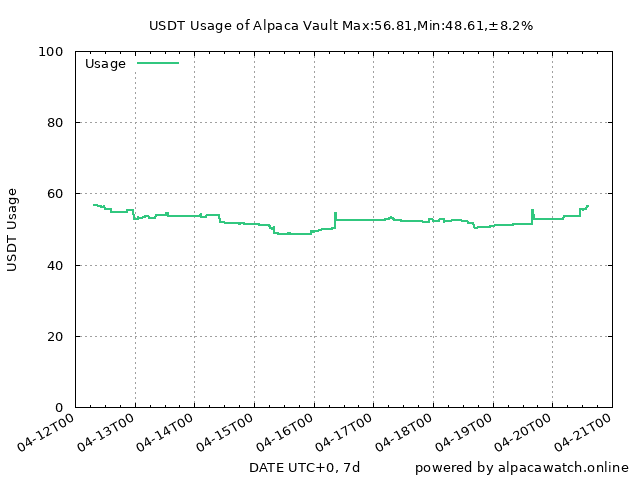 USDT Usage of Alpaca Vault Max:56.81,Min:48.61,±8.2%
Usage
USDT Usage
100
80
60
40
20
0
04-12T00
04-13T00
04-14T00
04-15T00
04-16T00
04-17T00
04-18T00
04-19T00
04-20T00
04-21T00
DATE UTC+0, 7d
powered by alpacawatch.online